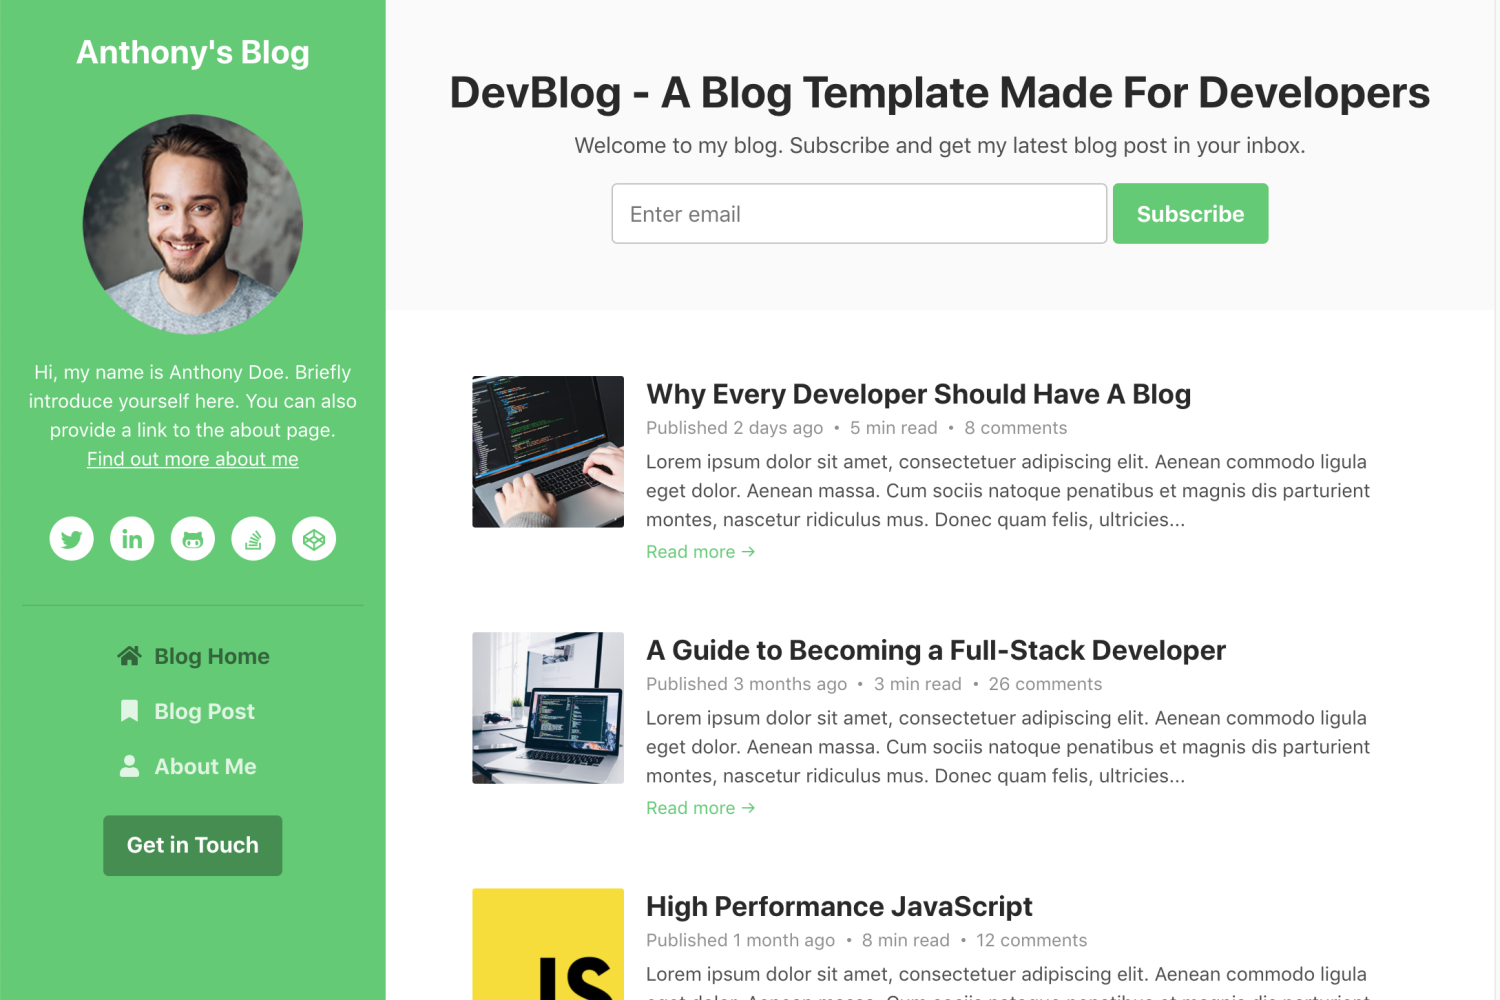 Anthony's Blog
Hi, my name is Anthony Doe. Briefly
introduce yourself here. You can also
provide a link to the about page.
Find out more about me
in
Blog Home
Blog Post
About Me
Get in Touch
DevBlog - A Blog Template Made For Developers
Welcome to my blog. Subscribe and get my latest blog post in your inbox.
Enter email
Subscribe
Why Every Developer Should Have A Blog
Published 2 days ago • 5 min read • 8 comments
Lorem ipsum dolor sit amet, consectetuer adipiscing elit. Aenean commodo ligula
eget dolor. Aenean massa. Cum sociis natoque penatibus et magnis dis parturient
montes, nascetur ridiculus mus. Donec quam felis, ultricies...
Read more →
A Guide to Becoming a Full-Stack Developer
Published 3 months ago • 3 min read • 26 comments
Lorem ipsum dolor sit amet, consectetuer adipiscing elit. Aenean commodo ligula
eget dolor. Aenean massa. Cum sociis natoque penatibus et magnis dis parturient
montes, nascetur ridiculus mus. Donec quam felis, ultricies...
Read more →
JS
High Performance JavaScript
Published 1 month ago • 8 min read • 12 comments
Lorem ipsum dolor sit amet, consectetuer adipiscing elit. Aenean commodo ligula